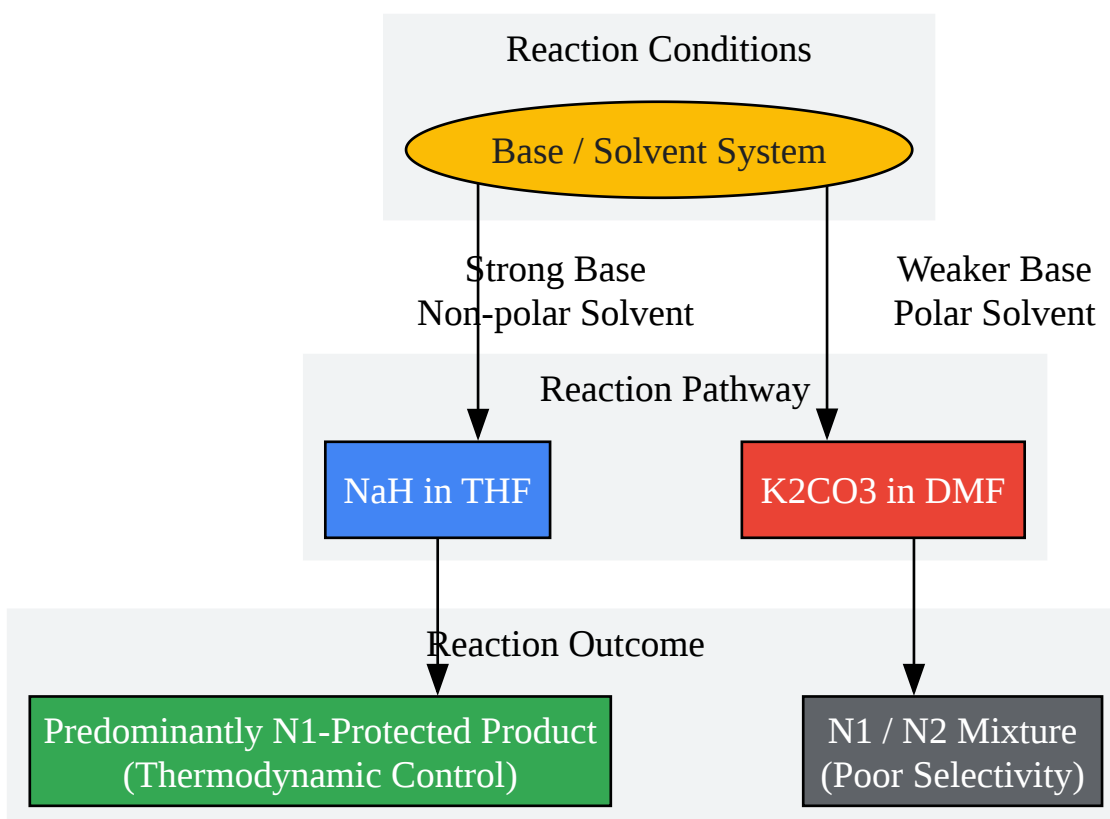 Reaction Conditions
Base / Solvent System
Strong Base
Non-polar Solvent
Weaker Base
Polar Solvent
Reaction Pathway
NaH in THF
K2CO3 in DMF
Reaction Outcome
Predominantly N1-Protected Product
(Thermodynamic Control)
N1 / N2 Mixture
(Poor Selectivity)